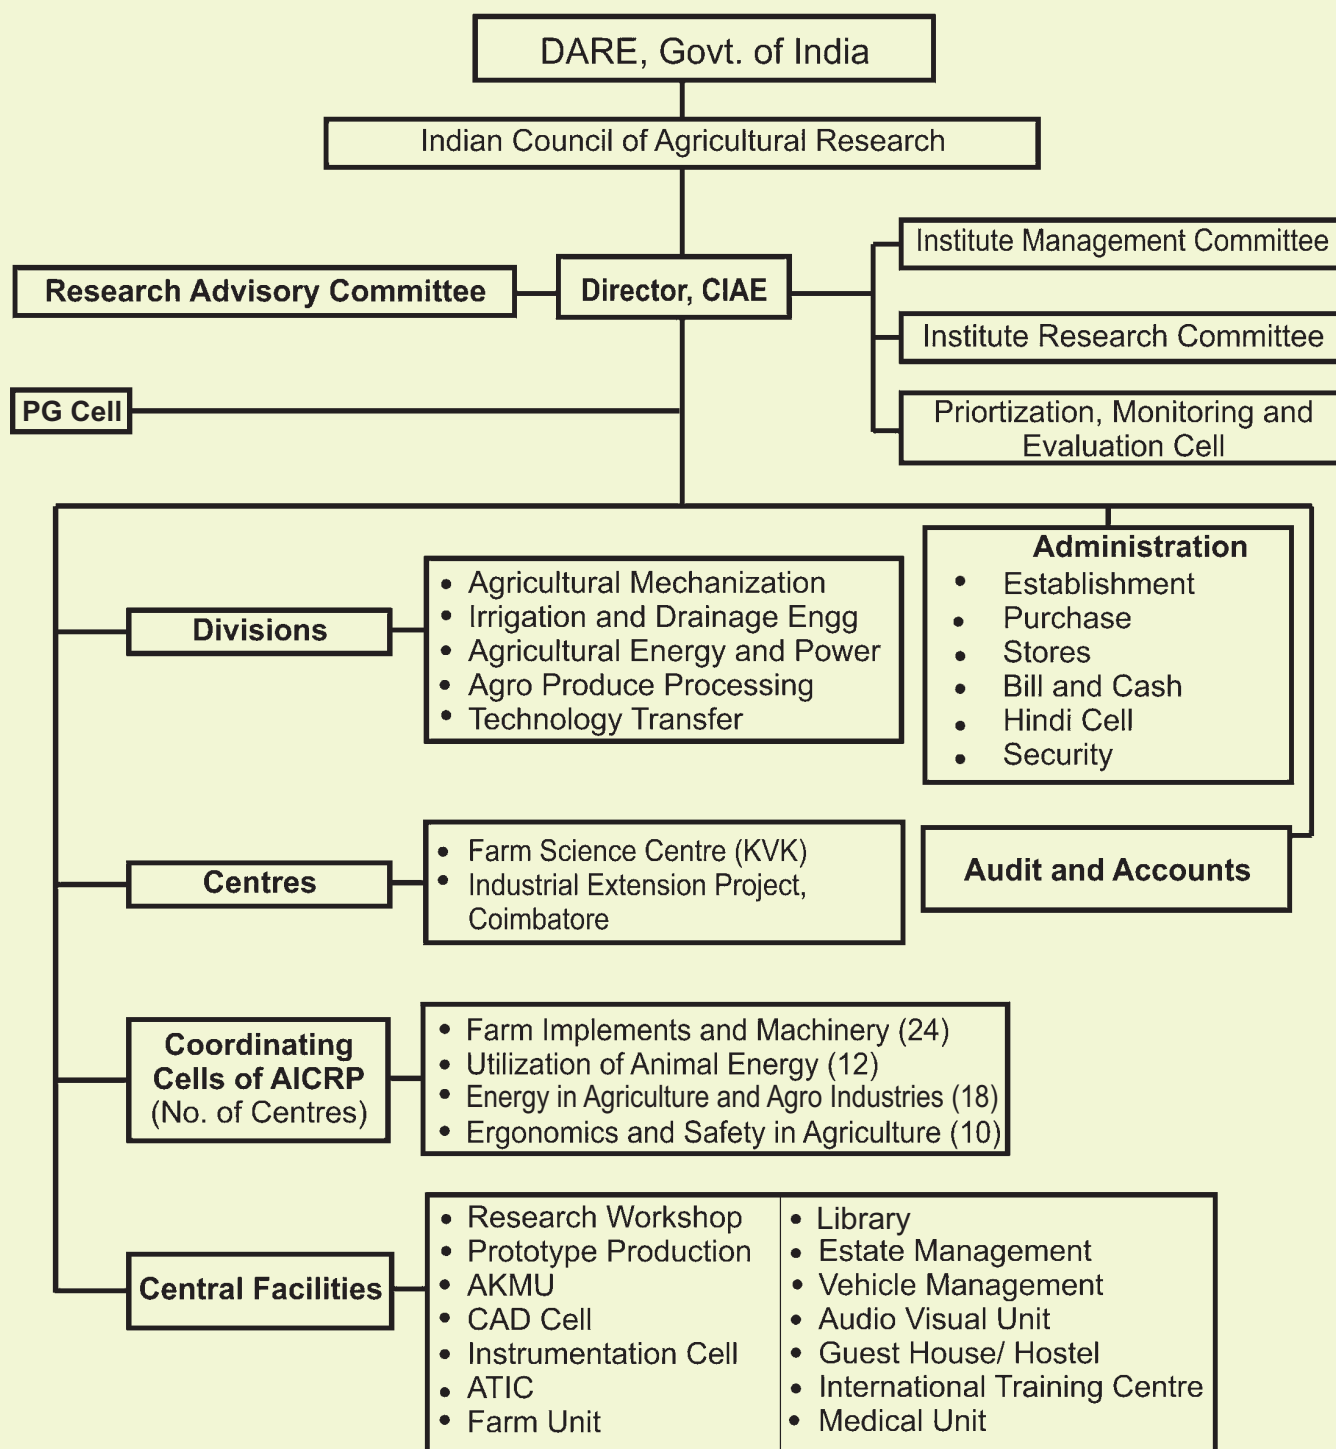 DARE, Govt. of India
Indian Council of Agricultural Research
Research Advisory Committee
Director, CIAE
Institute Management Committee
Institute Research Committee
Priortization, Monitoring and
Evaluation Cell
PG Cell
Divisions
• Agricultural Mechanization
• Irrigation and Drainage Engg
• Agricultural Energy and Power
• Agro Produce Processing
• Technology Transfer
Administration
• Establishment
• Purchase
• Stores
• Bill and Cash
• Hindi Cell
• Security
Centres
• Farm Science Centre (KVK)
• Industrial Extension Project,
Coimbatore
Audit and Accounts
Coordinating
Cells of AICRP
(No. of Centres)
• Farm Implements and Machinery (24)
• Utilization of Animal Energy (12)
• Energy in Agriculture and Agro Industries (18)
• Ergonomics and Safety in Agriculture (10)
Central Facilities
• Research Workshop
• Prototype Production
• AKMU
• CAD Cell
• Instrumentation Cell
• ATIC
• Farm Unit
• Library
• Estate Management
• Vehicle Management
• Audio Visual Unit
• Guest House/ Hostel
• International Training Centre
• Medical Unit